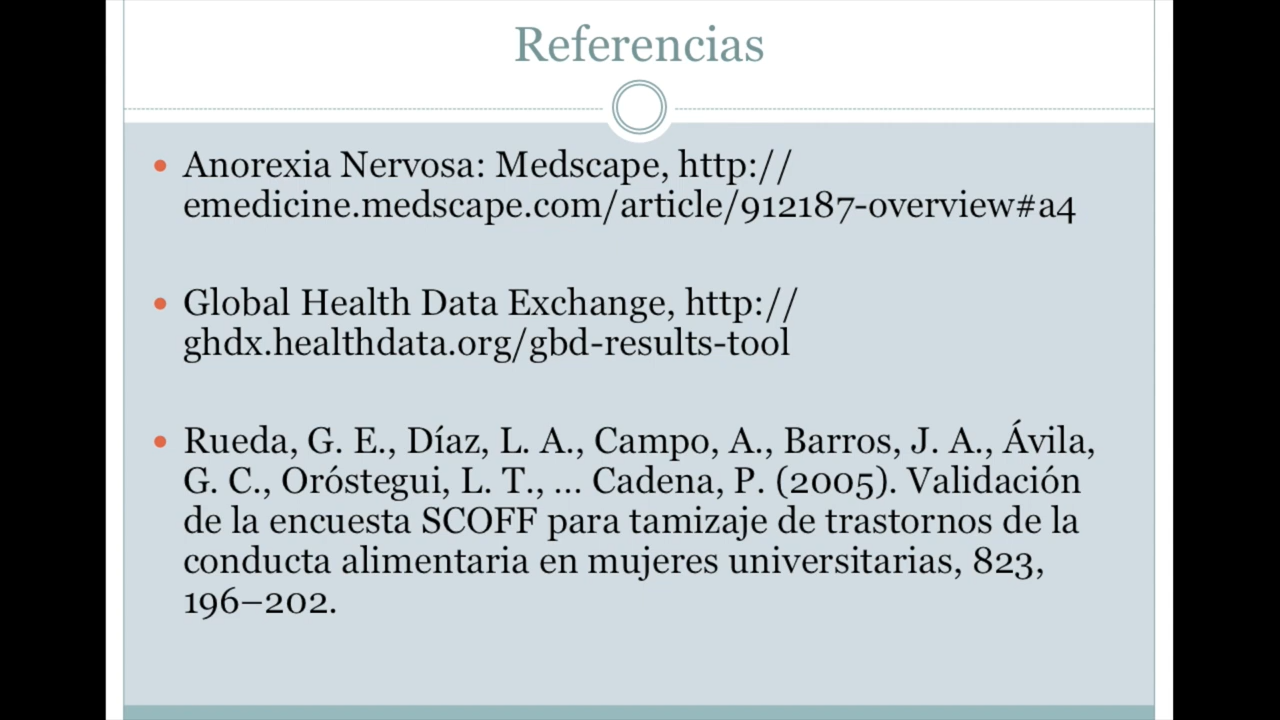 Referencias
• Anorexia Nervosa: Medscape, http://
emedicine.medscape.com/article/912187-overview#a4
• Global Health Data Exchange, http://
ghdx.healthdata.org/gbd-results-tool
• Rueda, G. E., Díaz, L. A., Campo, A., Barros, J. A., Ávila,
G. C., Oróstegui, L. T., … Cadena, P. (2005). Validación
de la encuesta SCOFF para tamizaje de trastornos de la
conducta alimentaria en mujeres universitarias, 823,
196–202.